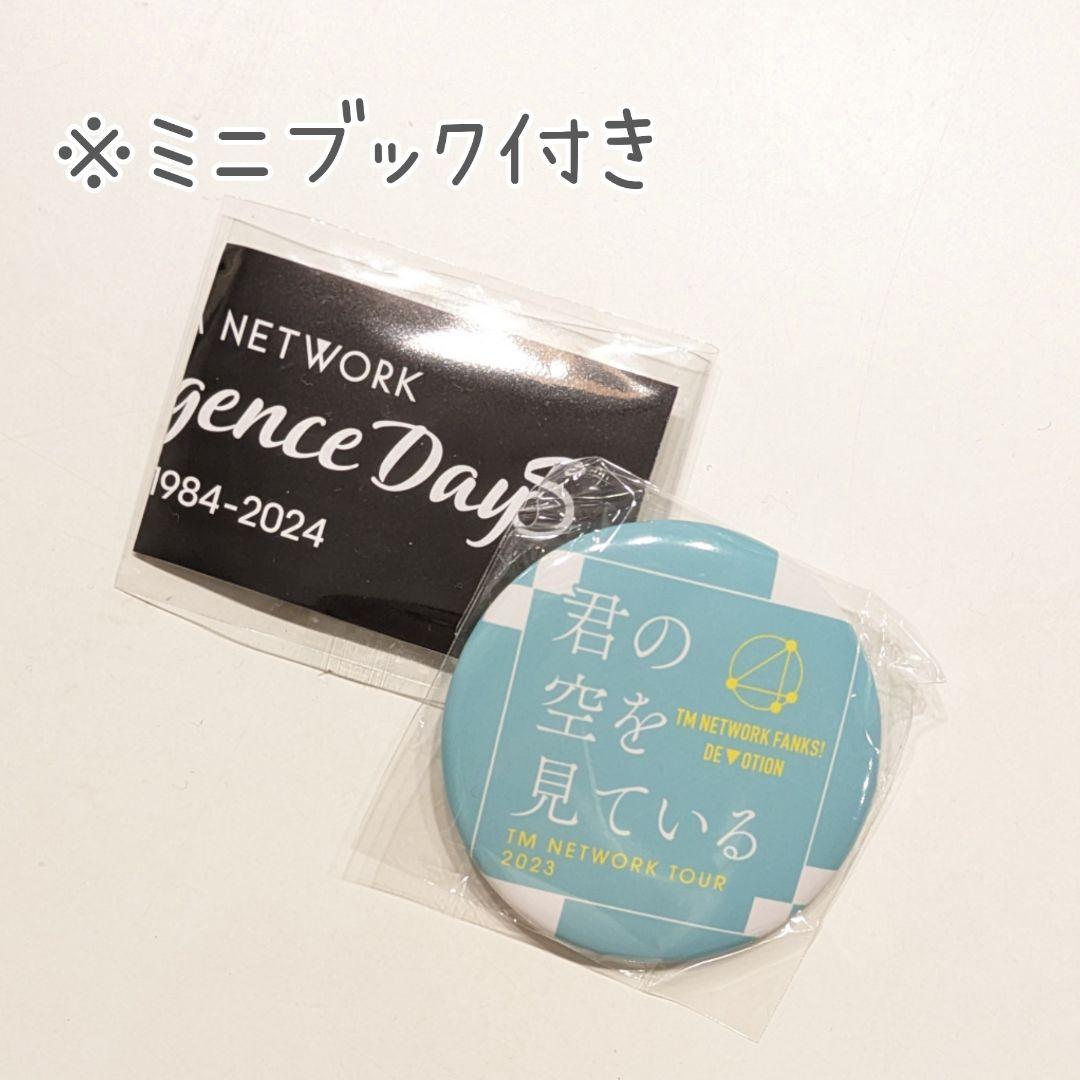 ※ミニブック付き
NETWORK
gence Days
1984-2024
君の
空を
見ている
TM NETWORK FANKS!
DE▼OTION
TM NETWORK TOUR
2023